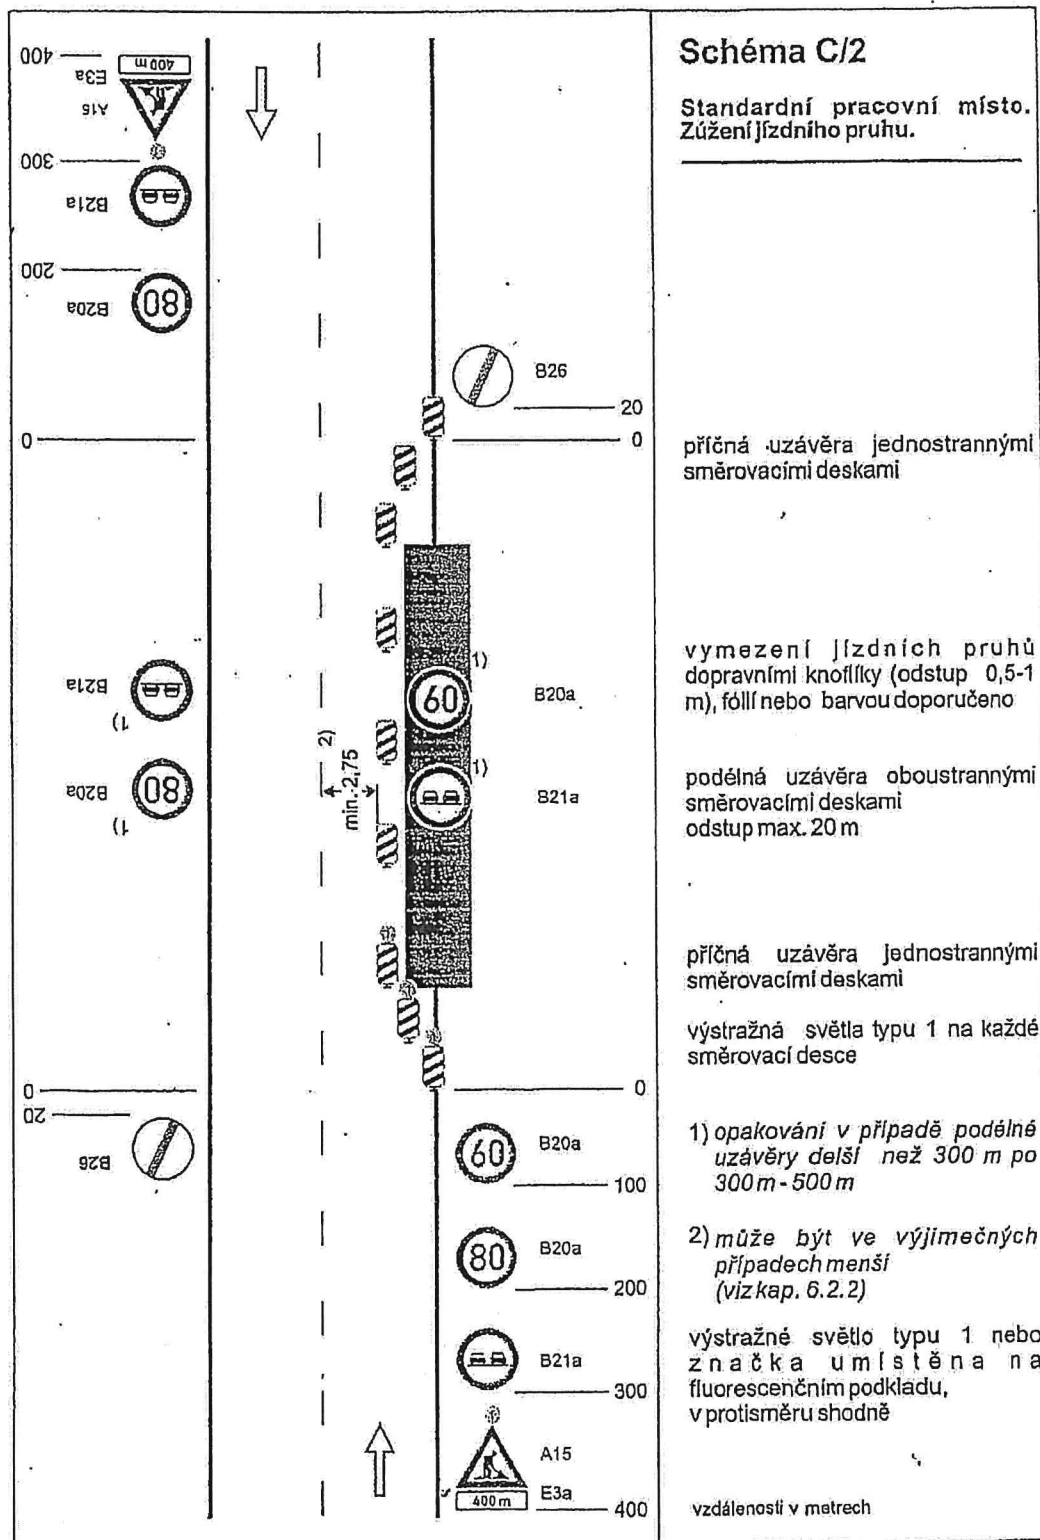 Schéma C/2
Standardní pracovní místo.
Zúžení jízdního pruhu.
400
400 m
E3a
A15
300
B21a
200
80
B20a
B26
20
0
0
příčná uzávěra jednostrannými
směrovacími deskami
vymezení jízdních pruhů
dopravními knoflíky (odstup 0,5-1
m), fólií nebo barvou doporučeno
1)
60
B20a
B21a
1)
2)
min. 2,75
1)
B21a
80
B20a
1)
podélná uzávěra oboustrannými
směrovacími deskami
odstup max. 20 m
příčná uzávěra jednostrannými
směrovacími deskami
výstražná světla typu 1 na každé
směrovací desce
0
0
20
B26
60
B20a
100
1) opakování v případě podélné
uzávěry delší než 300 m po
300 m - 500 m
80
B20a
200
2) může být ve výjimečných
případech menší
(viz kap. 6.2.2)
B21a
300
výstražné světlo typu 1 nebo
značka umístěna na
fluorescenčním podkladu,
v protisměru shodně
A15
400 m
E3a
400
vzdálenosti v metrech